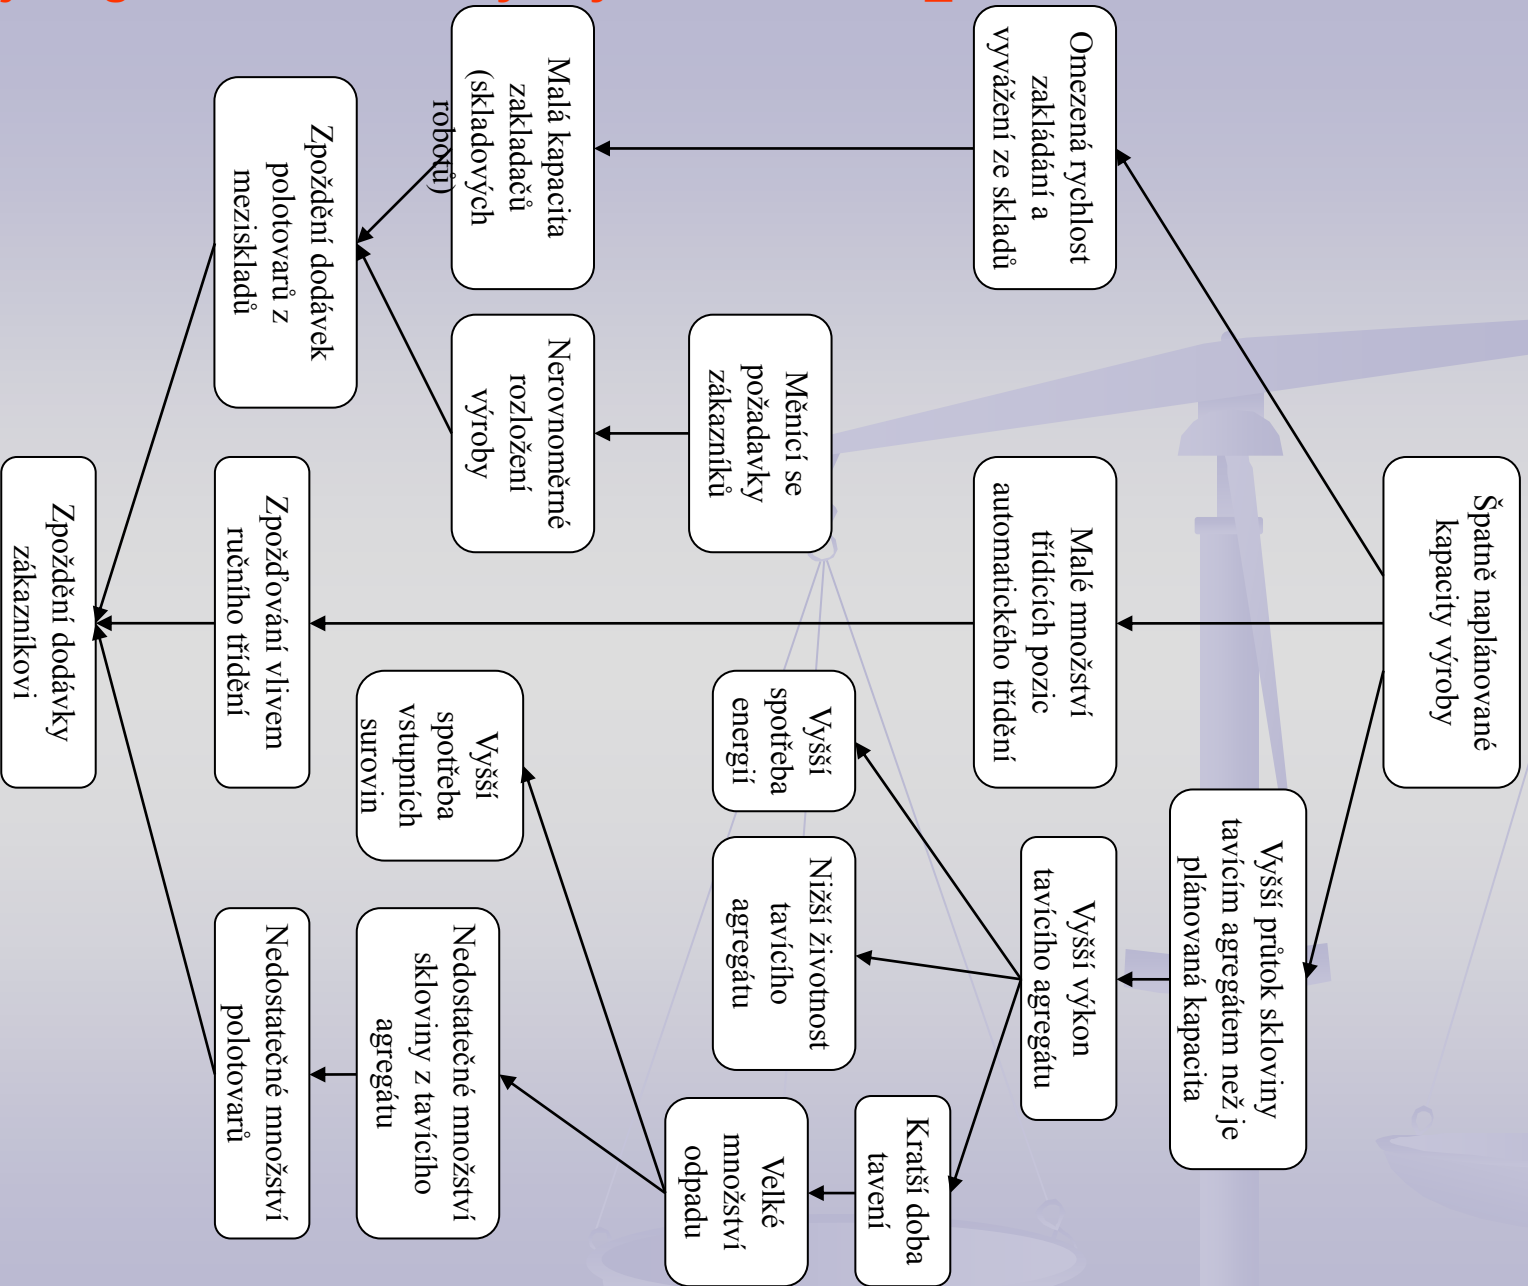 Špatně naplánované
kapacity výroby
Omezená rychlost
zakládání a
vyvážení ze skladů
Malé množství
třídících pozic
automatického třídění
Vyšší průtok skloviny
tavícím agregátem než je
plánovaná kapacita
Vyšší výkon
tavícího agregátu
Měnící se
požadavky
zákazníků
Vyšší
spotřeba
energií
Nižší životnost
tavícího
agregátu
Kratší doba
tavení
Malá kapacita
zakladačů
(skladových
robotů)
Nerovnoměrné
rozložení
výroby
Velké
množství
odpadu
Vyšší
spotřeba
vstupních
surovin
Nedostatečné množství
skloviny z tavícího
agregátu
Zpoždění dodávek
polotovarů z
meziskladů
Zpožďování vlivem
ručního třídění
Nedostatečné množství
polotovarů
Zpoždění dodávky
zákazníkovi